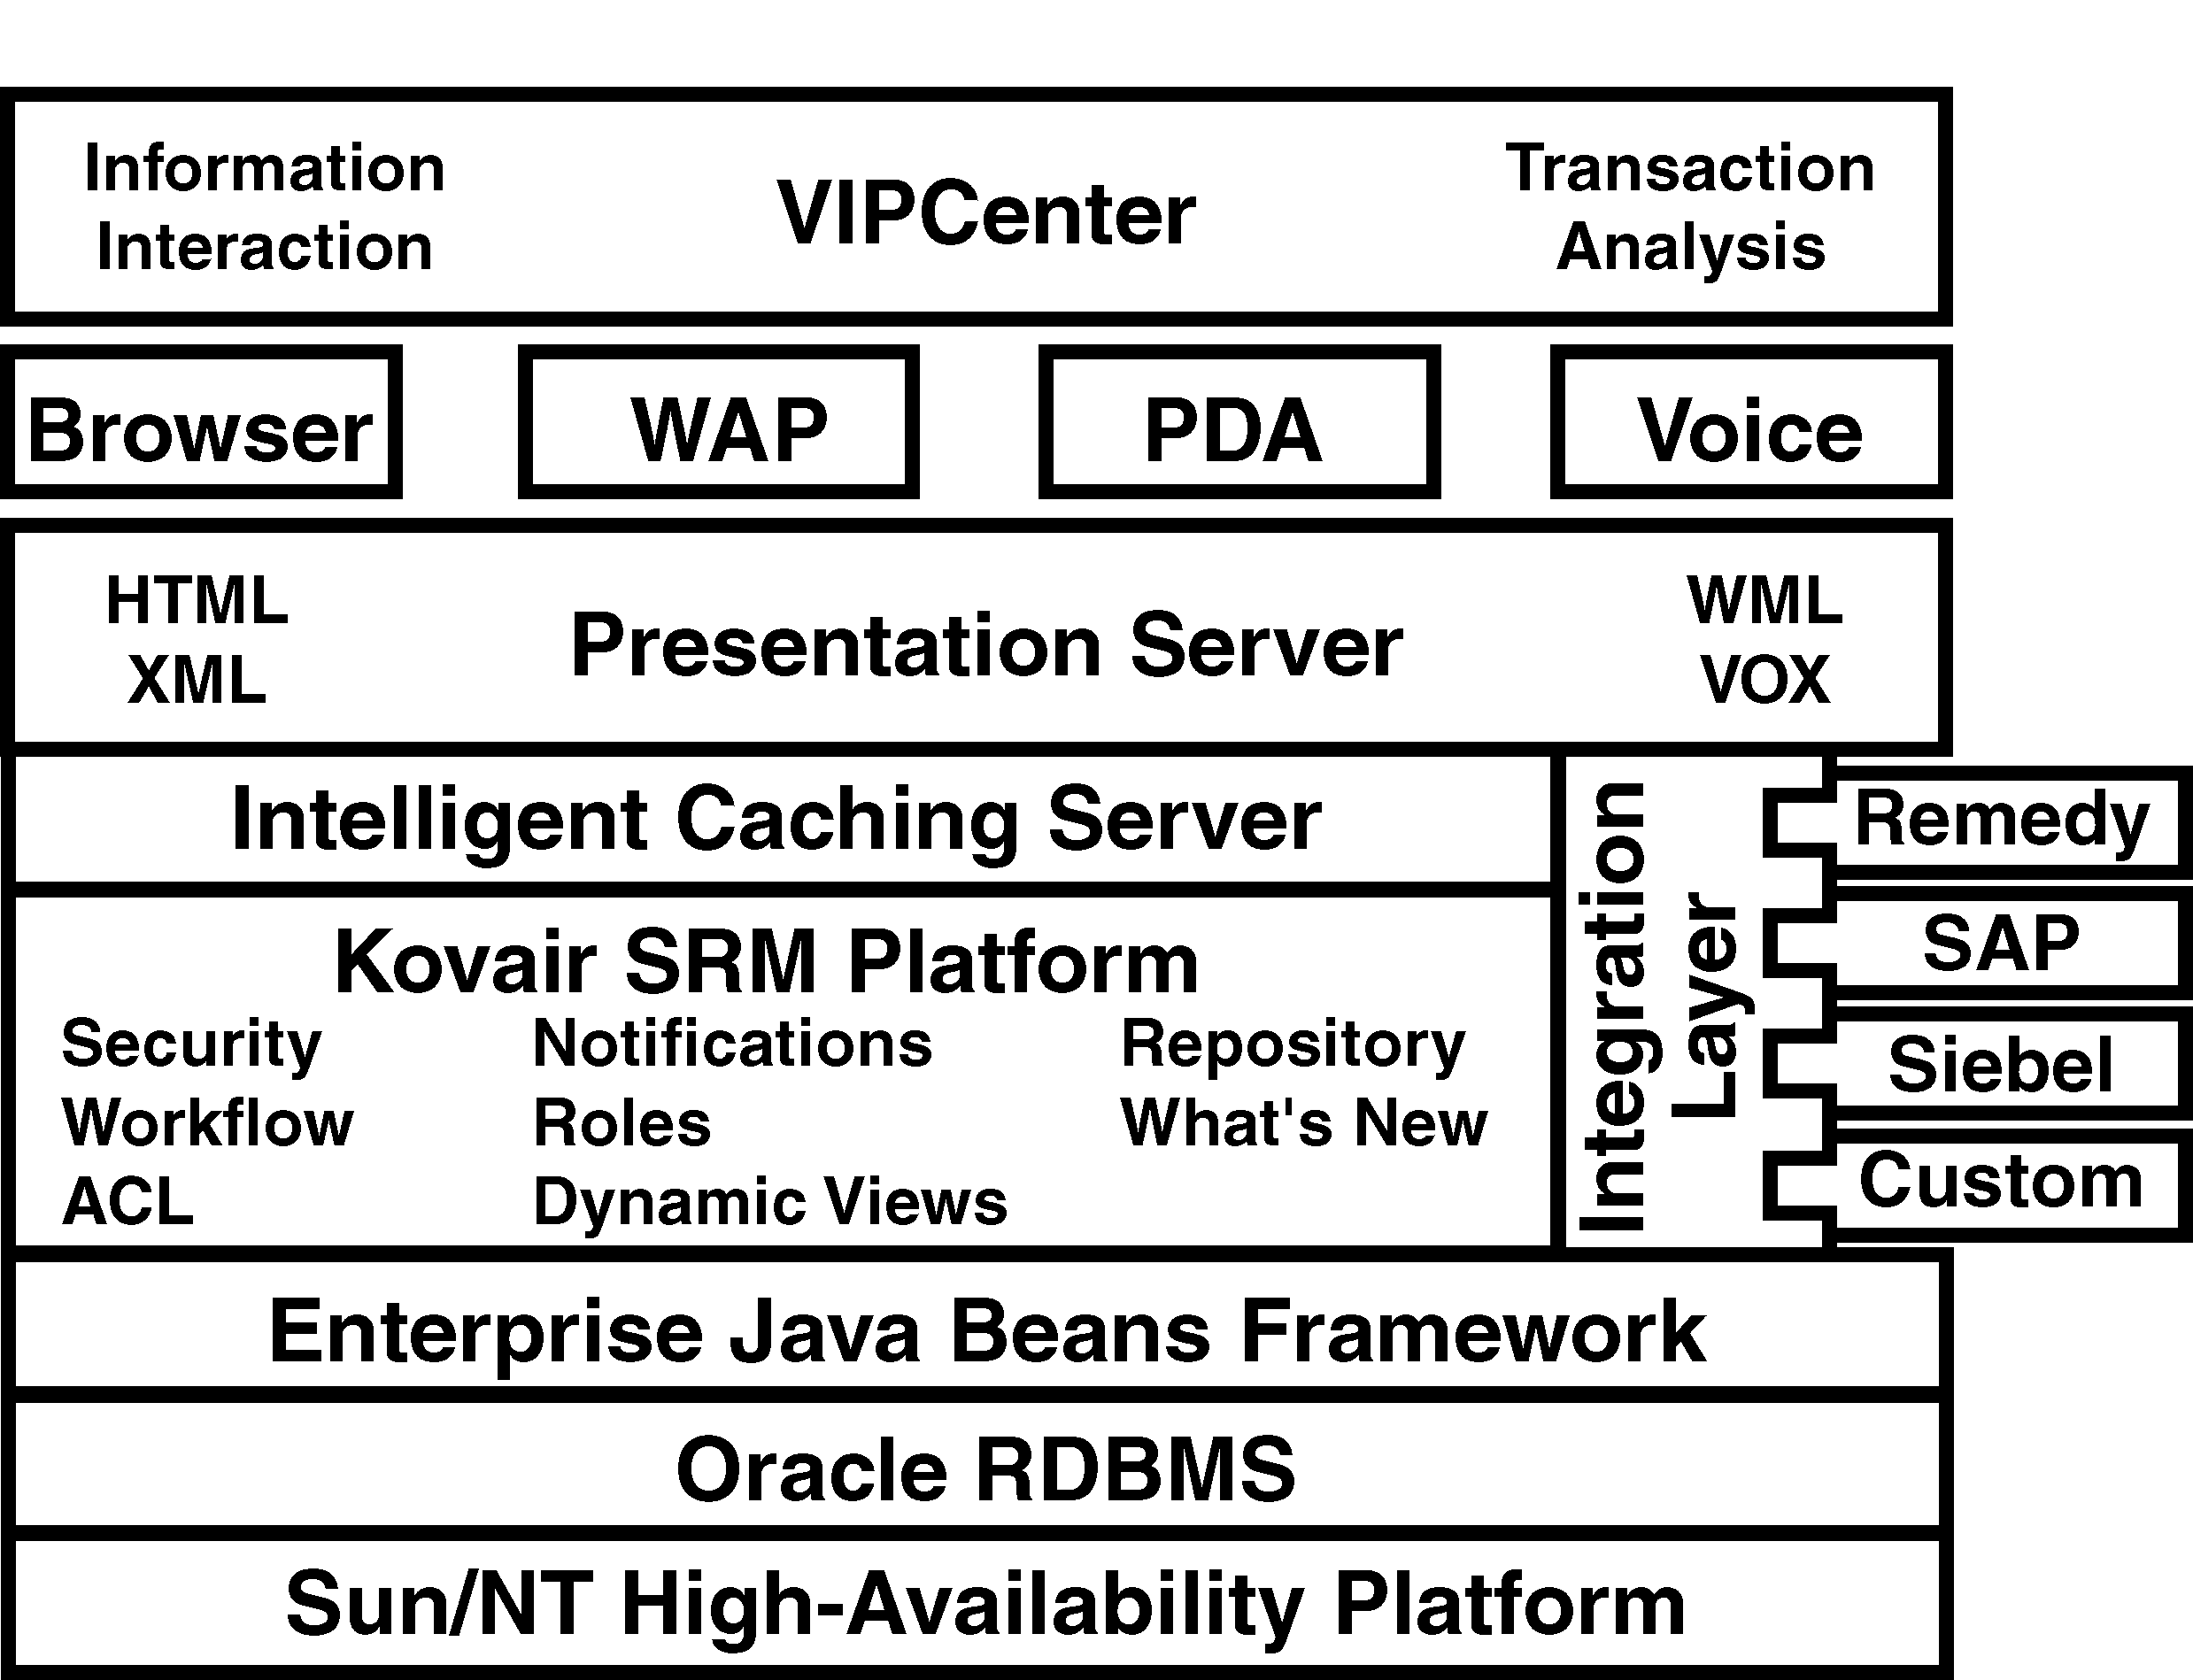 Information
Interaction
VIPCenter
Transaction
Analysis
Browser
WAP
PDA
Voice
HTML
XML
Presentation Server
WML
VOX
Intelligent Caching Server
Kovair SRM Platform
Security
Workflow
ACL
Notifications
Roles
Dynamic Views
Repository
What's New
Integration
Layer
Remedy
SAP
Siebel
Custom
Enterprise Java Beans Framework
Oracle RDBMS
Sun/NT High-Availability Platform